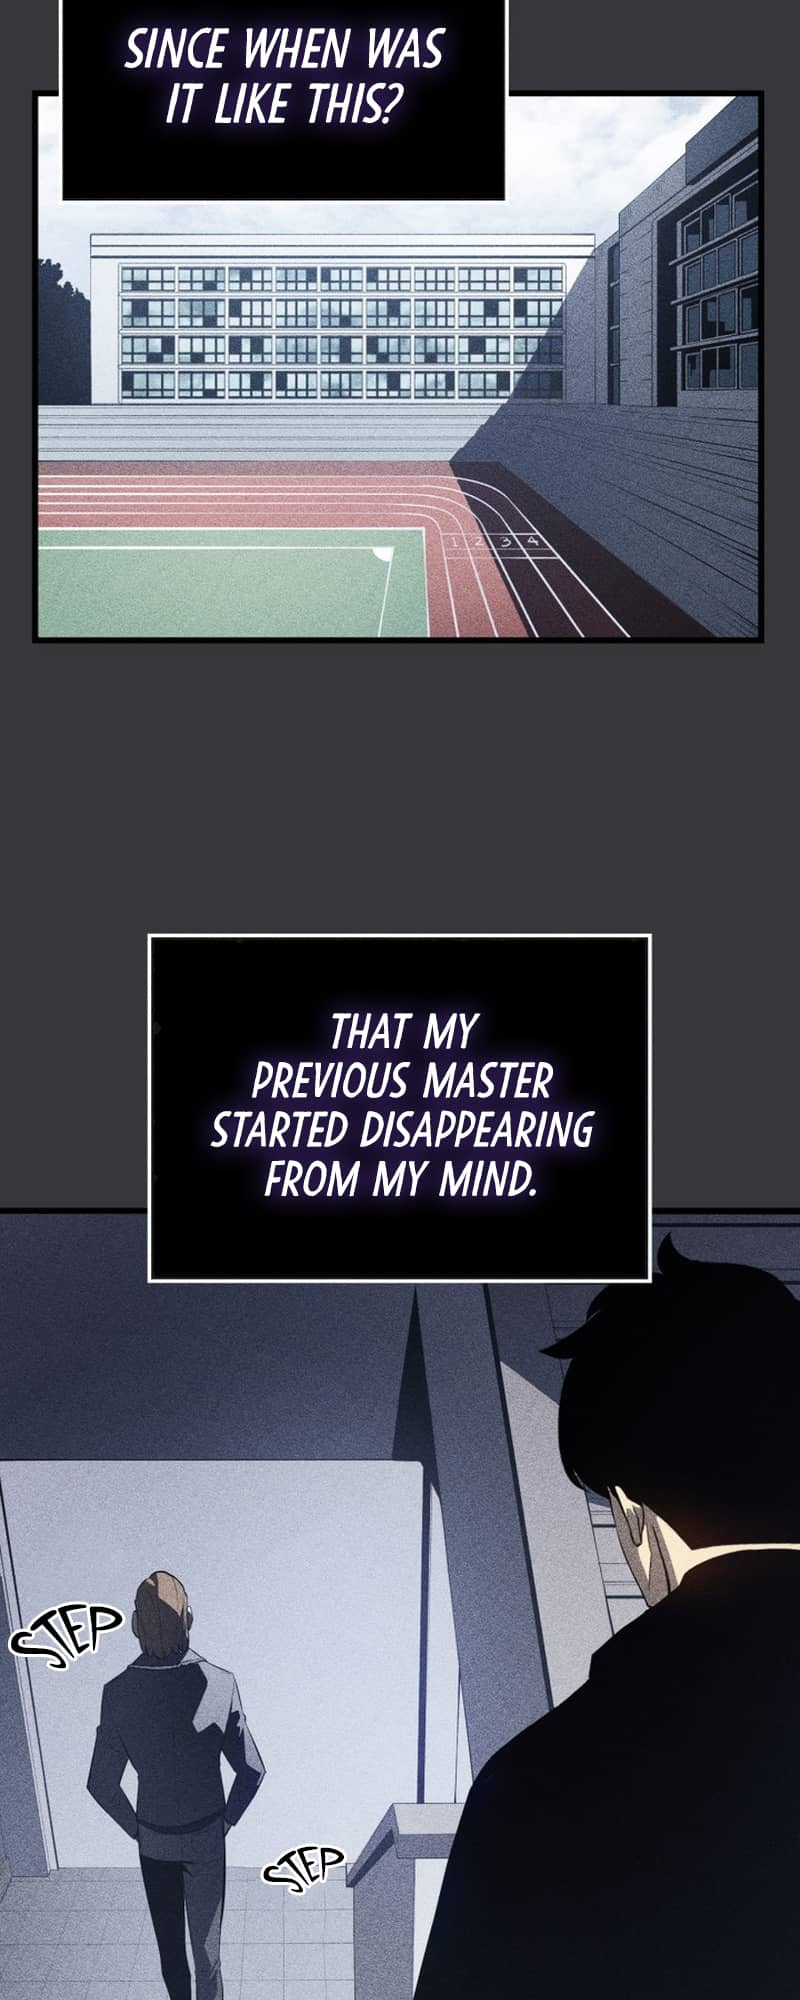 SINCE WHEN WAS
IT LIKE THIS?
1 2 3 4
THAT MY
PREVIOUS MASTER
STARTED DISAPPEARING
FROM MY MIND.
STEP
STEP